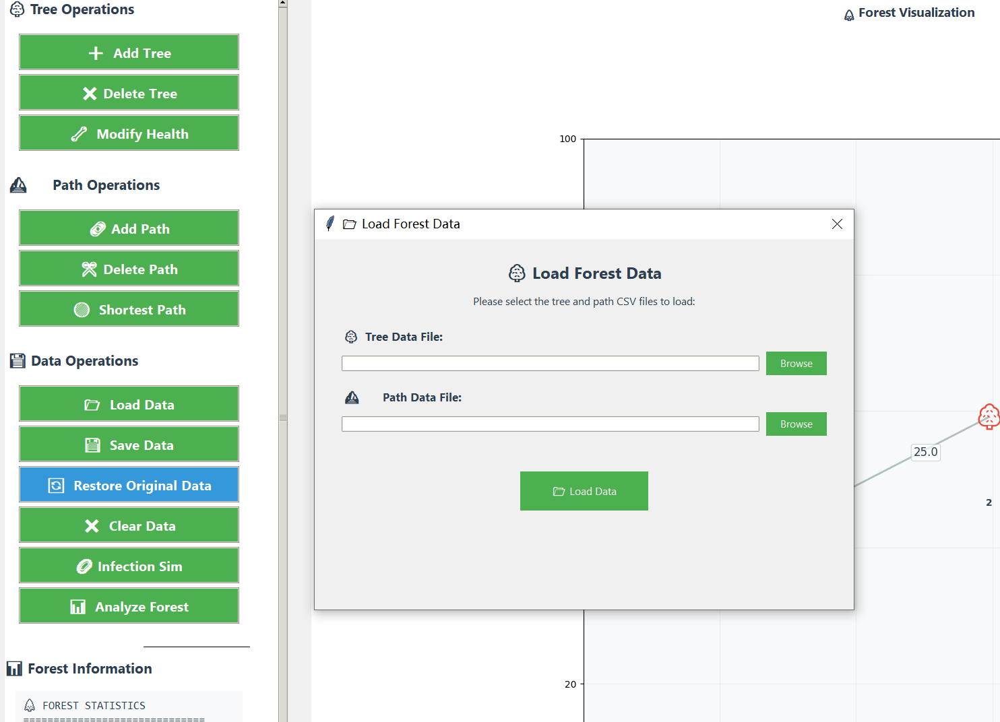 Tree Operations
Add Tree
Delete Tree
Modify Health
Path Operations
Add Path
Delete Path
Shortest Path
Data Operations
Load Data
Save Data
Restore Original Data
Clear Data
Infection Sim
Analyze Forest
Forest Information
FOREST STATISTICS
==============================
Forest Visualization
100
Load Forest Data
Load Forest Data
Please select the tree and path CSV files to load:
Tree Data File:
Browse
Path Data File:
Browse
Load Data
25.0
2
20